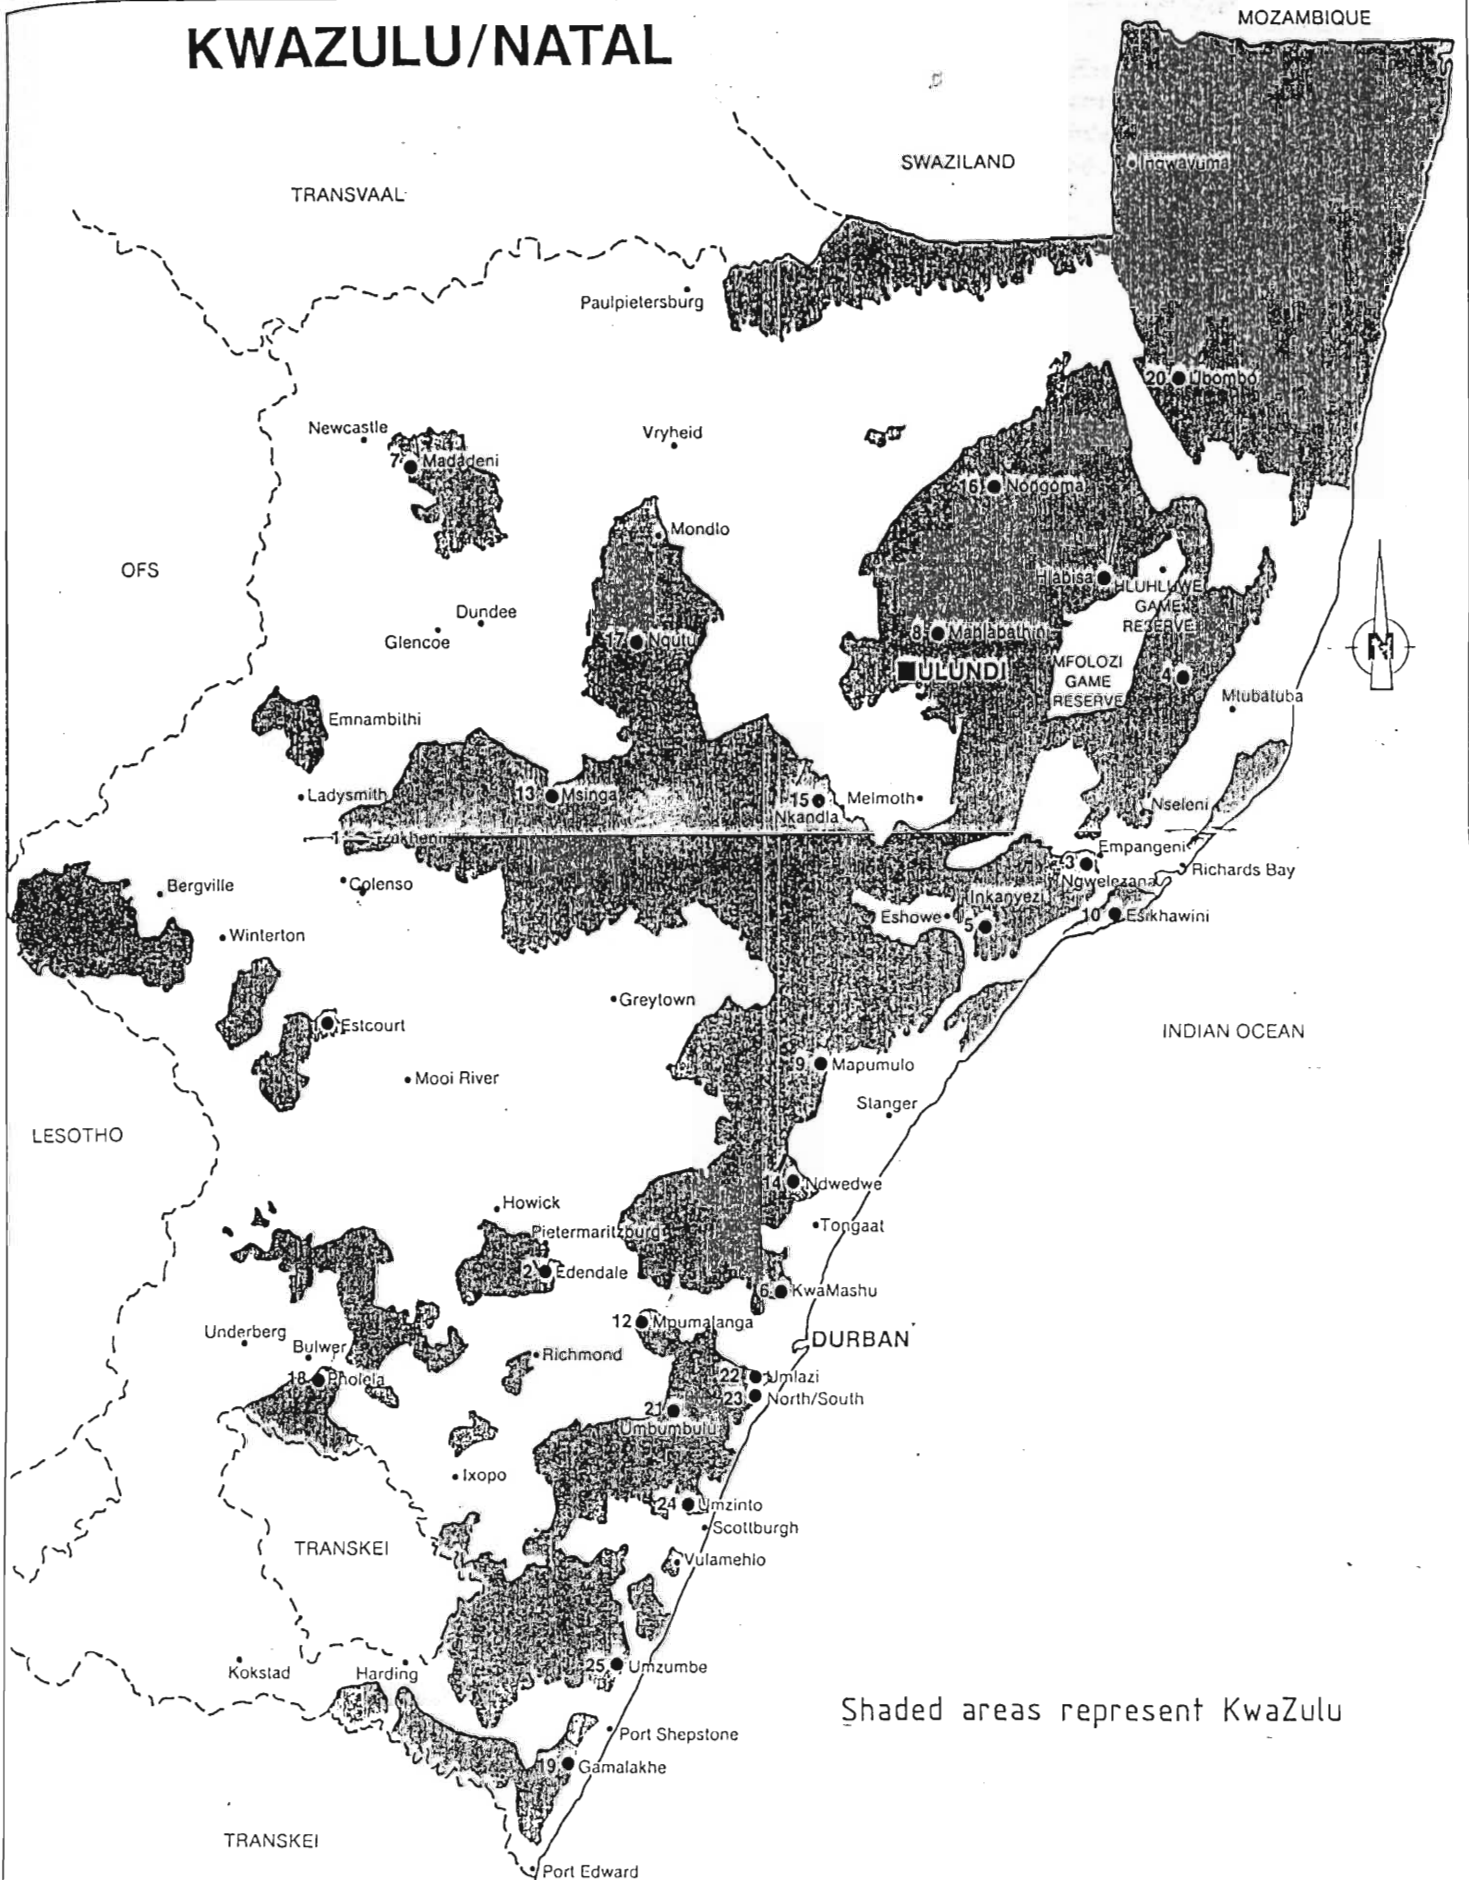 KWAZULU/NATAL
MOZAMBIQUE
SWAZILAND
Ingwavuma
TRANSVAAL
Paulpietersburg
20 Ubombo
Newcastle
Vryheid
7 Madadeni
16 Nongoma
Mondlo
OFS
Hlabisa
HLUHLUWE
GAME
RESERVE
Dundee
Glencoe
17 Nqutu
8 Mahlabathini
ULUNDI
MFOLOZI
GAME
RESERVE
4
N
Mtubatuba
Emnambithi
Ladysmith
13 Msinga
15
Nkandla
Melmoth
Nseleni
Empangeni
3
Ngwelezana
Richards Bay
Bergville
Colenso
Inkanyezi
Eshowe
5
10 Esikhawini
Winterton
Greytown
Estcourt
INDIAN OCEAN
9 Mapumulo
Mooi River
Stanger
LESOTHO
14 Ndwedwe
Howick
Tongaat
Pietermaritzburg
2 Edendale
6 KwaMashu
12 Mpumalanga
Underberg
DURBAN
Bulwer
Richmond
18 Pholela
22 Umlazi
23 North/South
21
Umbumbulu
Ixopo
24 Umzinto
Scottburgh
TRANSKEI
Vulamehlo
25 Umzumbe
Kokstad
Harding
Shaded areas represent KwaZulu
Port Shepstone
19 Gamalakhe
TRANSKEI
Port Edward